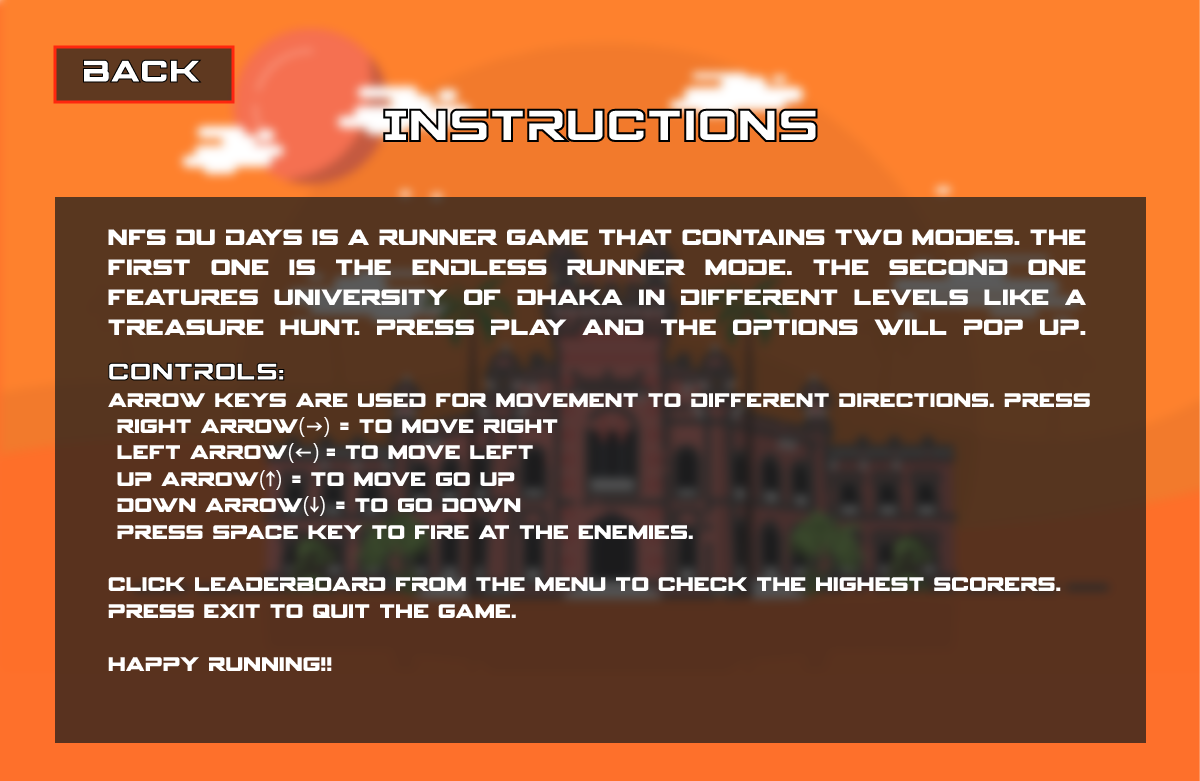 BACK
INSTRUCTIONS
NFS DU DAYS IS A RUNNER GAME THAT CONTAINS TWO MODES. THE
FIRST ONE IS THE ENDLESS RUNNER MODE. THE SECOND ONE
FEATURES UNIVERSITY OF DHAKA IN DIFFERENT LEVELS LIKE A
TREASURE HUNT. PRESS PLAY AND THE OPTIONS WILL POP UP.
CONTROLS:
ARROW KEYS ARE USED FOR MOVEMENT TO DIFFERENT DIRECTIONS. PRESS
RIGHT ARROW(→) = TO MOVE RIGHT
LEFT ARROW(←) = TO MOVE LEFT
UP ARROW(↑) = TO MOVE GO UP
DOWN ARROW(↓) = TO GO DOWN
PRESS SPACE KEY TO FIRE AT THE ENEMIES.
CLICK LEADERBOARD FROM THE MENU TO CHECK THE HIGHEST SCORERS.
PRESS EXIT TO QUIT THE GAME.
HAPPY RUNNING!!